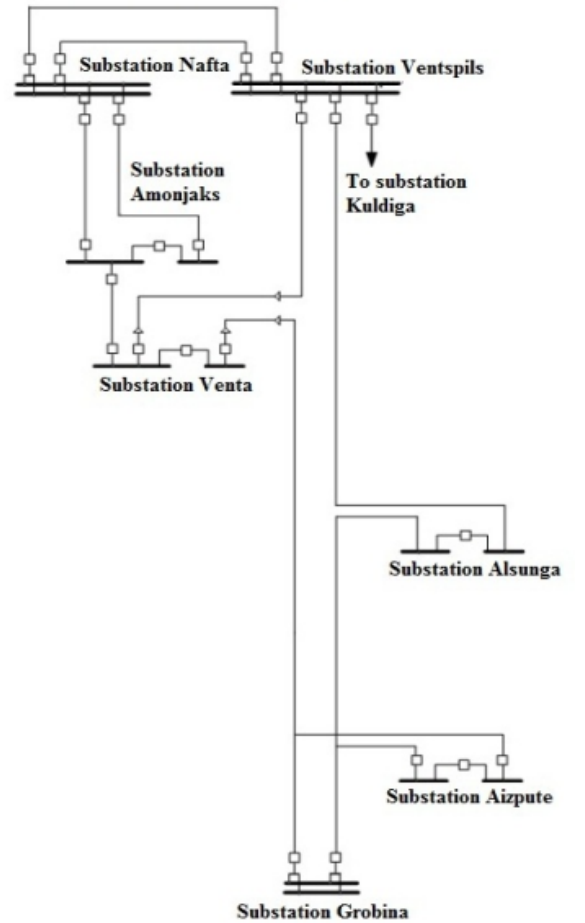 Substation Nafta
Substation Ventspils
Substation
Amonjaks
To substation
Kuldiga
Substation Venta
Substation Alsunga
Substation Aizpute
Substation Grobina